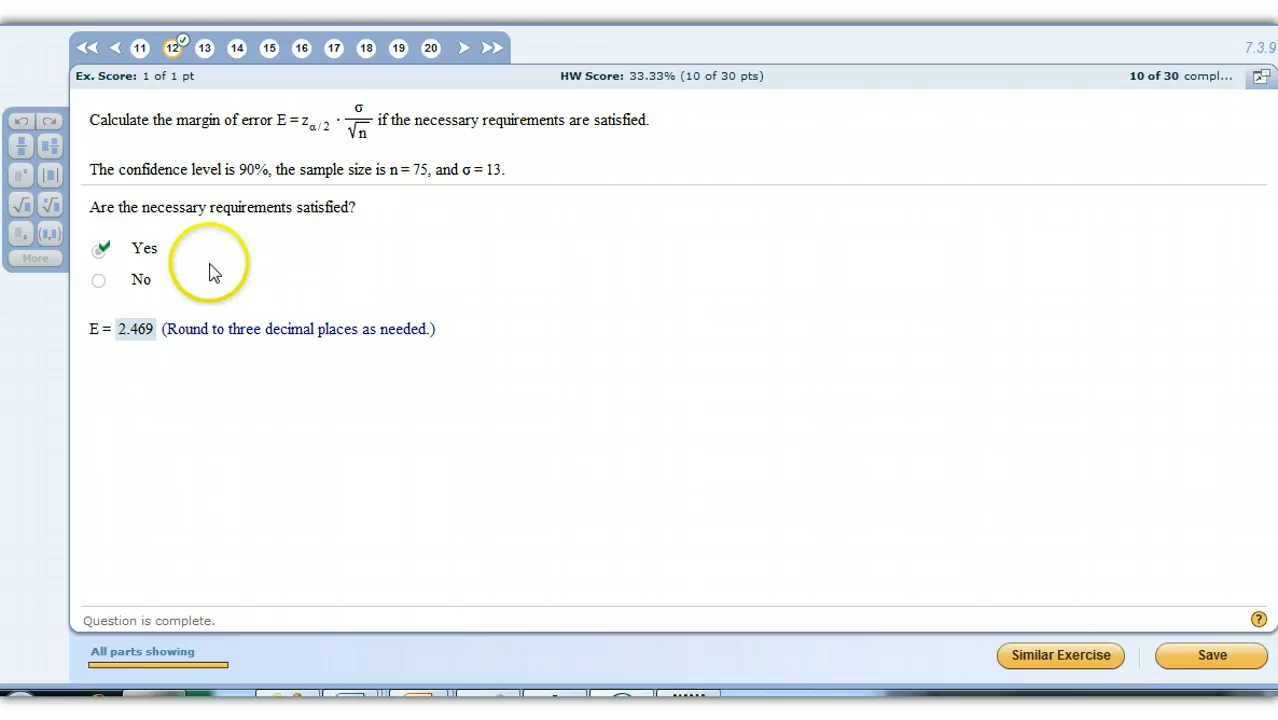 11 12 13 14 15 16 17 18 19 20
7.3.9
Ex. Score: 1 of 1 pt HW Score: 33.33% (10 of 30 pts) 10 of 30 compl...
Calculate the margin of error E = zα/2 · σ/√n if the necessary requirements are satisfied.
The confidence level is 90%, the sample size is n = 75, and σ = 13.
Are the necessary requirements satisfied?
Yes
No
More
E = 2.469 (Round to three decimal places as needed.)
Question is complete. ?
All parts showing
Similar Exercise Save